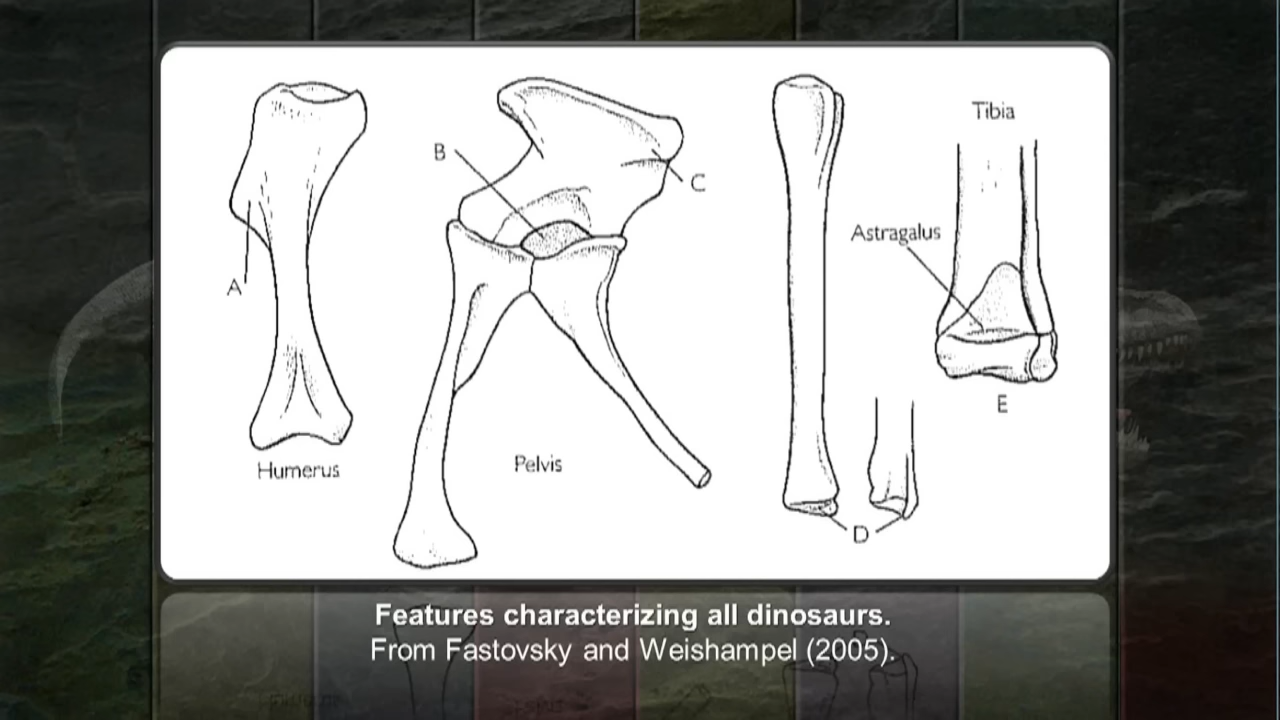 Tibia
B
C
Astragalus
A
E
Pelvis
Humerus
D
Features characterizing all dinosaurs.
From Fastovsky and Weishampel (2005).